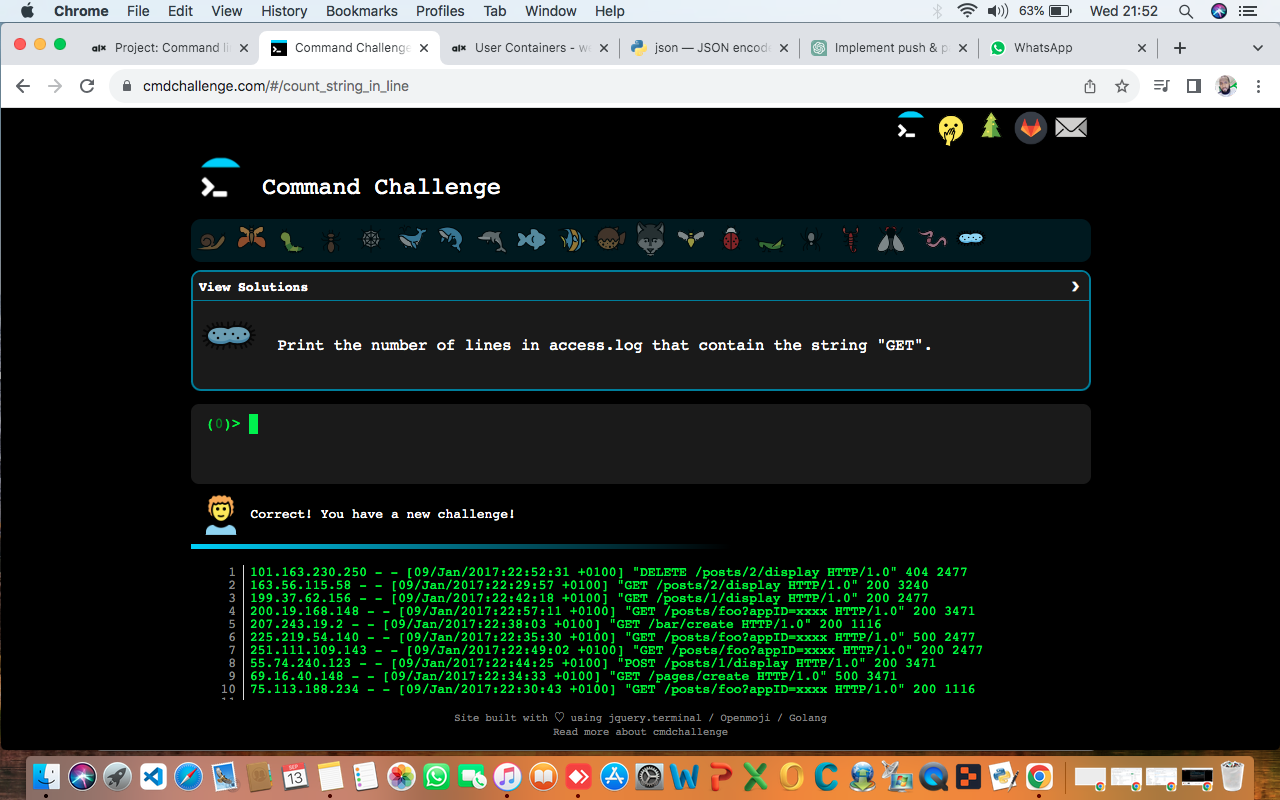 Chrome File Edit View History Bookmarks Profiles Tab Window Help 63% Wed 21:52
Project: Command li Command Challenge User Containers - w json — JSON encod Implement push & p WhatsApp
cmdchallenge.com/#/count_string_in_line
Command Challenge
View Solutions
Print the number of lines in access.log that contain the string "GET".
(0)>
Correct! You have a new challenge!
1 101.163.230.250 - - [09/Jan/2017:22:52:31 +0100] "DELETE /posts/2/display HTTP/1.0" 404 2477
2 163.56.115.58 - - [09/Jan/2017:22:29:57 +0100] "GET /posts/2/display HTTP/1.0" 200 3240
3 199.37.62.156 - - [09/Jan/2017:22:42:18 +0100] "GET /posts/1/display HTTP/1.0" 200 2477
4 200.19.168.148 - - [09/Jan/2017:22:57:11 +0100] "GET /posts/foo?appID=xxxx HTTP/1.0" 200 3471
5 207.243.19.2 - - [09/Jan/2017:22:38:03 +0100] "GET /bar/create HTTP/1.0" 200 1116
6 225.219.54.140 - - [09/Jan/2017:22:35:30 +0100] "GET /posts/foo?appID=xxxx HTTP/1.0" 500 2477
7 251.111.109.143 - - [09/Jan/2017:22:49:02 +0100] "GET /posts/foo?appID=xxxx HTTP/1.0" 200 2477
8 55.74.240.123 - - [09/Jan/2017:22:44:25 +0100] "POST /posts/1/display HTTP/1.0" 200 3471
9 69.16.40.148 - - [09/Jan/2017:22:34:33 +0100] "GET /pages/create HTTP/1.0" 500 3471
10 75.113.188.234 - - [09/Jan/2017:22:30:43 +0100] "GET /posts/foo?appID=xxxx HTTP/1.0" 200 1116
Site built with ♡ using jquery.terminal / Openmoji / Golang
Read more about cmdchallenge
SEP
13